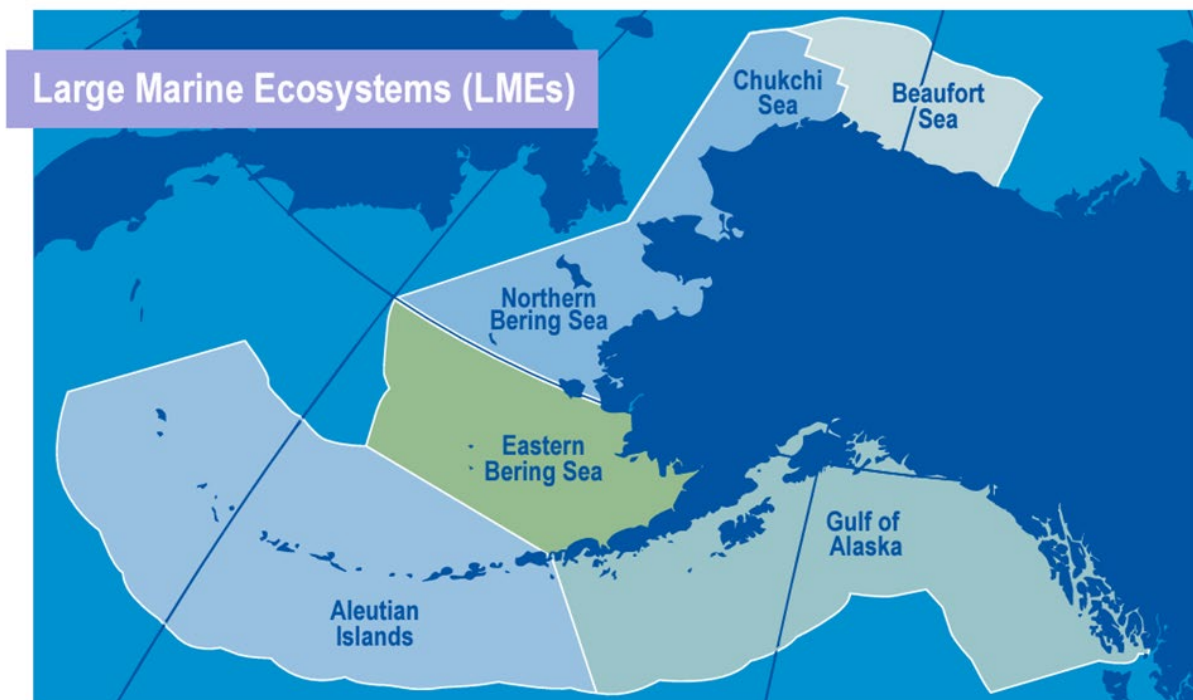 Large Marine Ecosystems (LMEs)
Chukchi
Sea
Beaufort
Sea
Northern
Bering Sea
Eastern
Bering Sea
Gulf of
Alaska
Aleutian
Islands